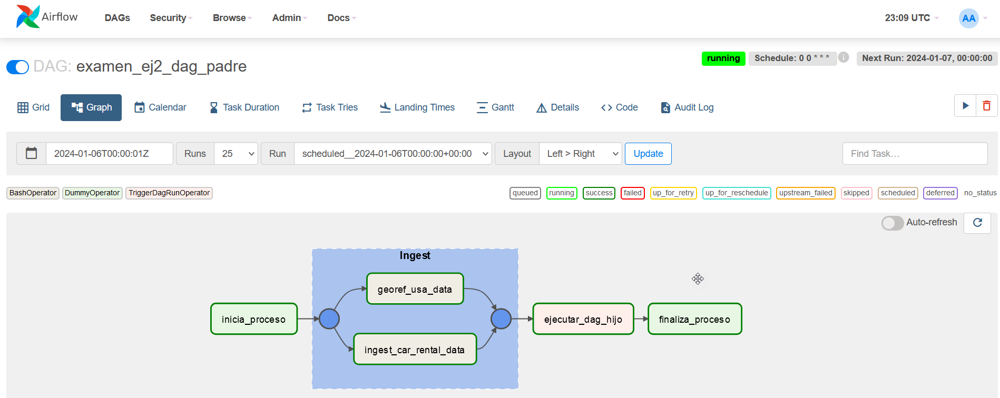 Airflow DAGs Security Browse Admin Docs 23:09 UTC AA
DAG: examen_ej2_dag_padre running Schedule: 0 0 * * * i Next Run: 2024-01-07, 00:00:00
Grid Graph Calendar Task Duration Task Tries Landing Times Gantt Details Code Audit Log
2024-01-06T00:00:01Z Runs 25 Run scheduled__2024-01-06T00:00:00+00:00 Layout Left > Right Update Find Task…
BashOperator DummyOperator TriggerDagRunOperator queued running success failed up_for_retry up_for_reschedule upstream_failed skipped scheduled deferred no_status
Auto-refresh
Ingest
georef_usa_data
inicia_proceso ejecutar_dag_hijo finaliza_proceso
ingest_car_rental_data